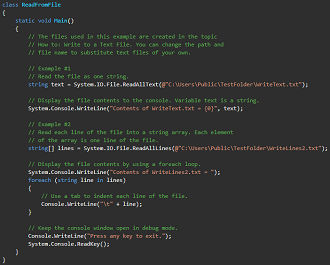 class ReadFromFile
{
static void Main()
{
// The files used in this example are created in the topic
// How to: Write to a Text File. You can change the path and
// file name to substitute text files of your own.
// Example #1
// Read the file as one string.
string text = System.IO.File.ReadAllText(@"C:\Users\Public\TestFolder\WriteText.txt");
// Display the file contents to the console. Variable text is a string.
System.Console.WriteLine("Contents of WriteText.txt = {0}", text);
// Example #2
// Read each line of the file into a string array. Each element
// of the array is one line of the file.
string[] lines = System.IO.File.ReadAllLines(@"C:\Users\Public\TestFolder\WriteLines2.txt");
// Display the file contents by using a foreach loop.
System.Console.WriteLine("Contents of WriteLines2.txt = ");
foreach (string line in lines)
{
// Use a tab to indent each line of the file.
Console.WriteLine("\t" + line);
}
// Keep the console window open in debug mode.
Console.WriteLine("Press any key to exit.");
System.Console.ReadKey();
}
}